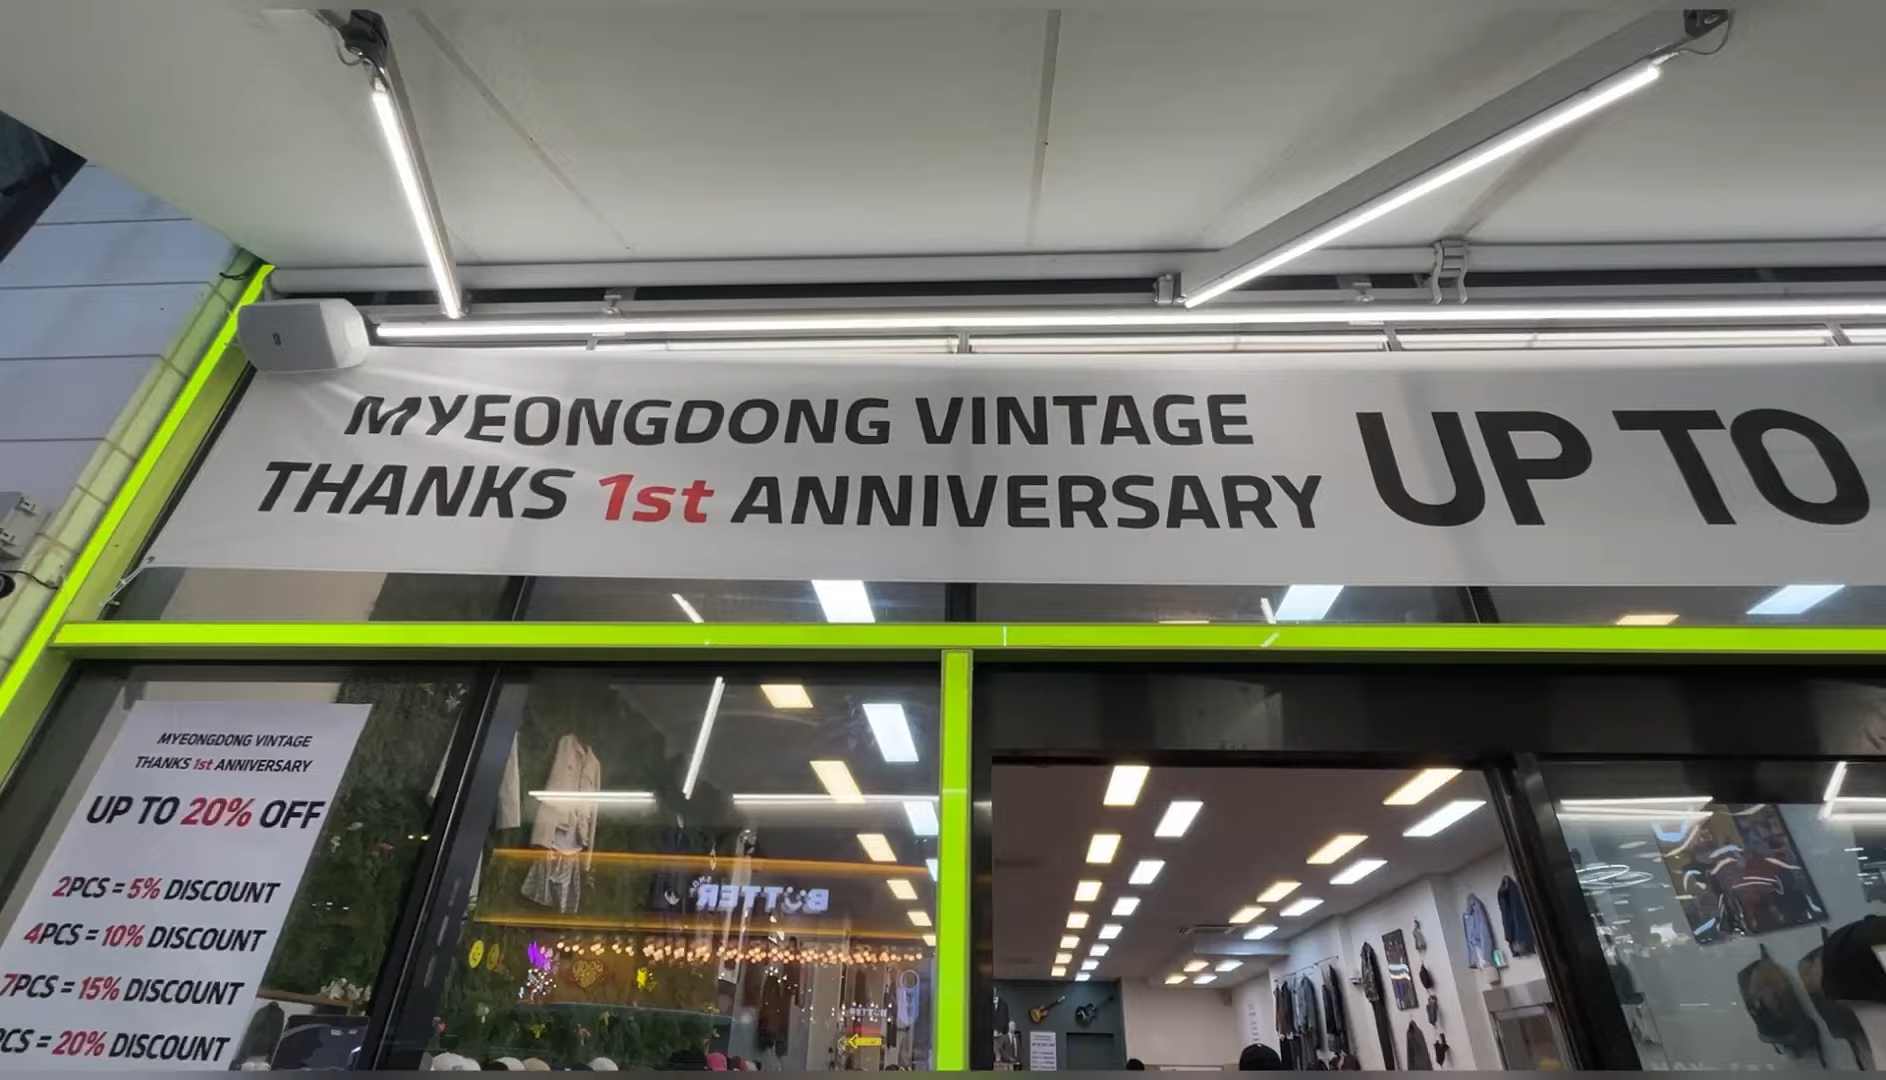 MYEONGDONG VINTAGE
THANKS 1st ANNIVERSARY
UP TO
MYEONGDONG VINTAGE
THANKS 1st ANNIVERSARY
UP TO 20% OFF
2PCS = 5% DISCOUNT
4PCS = 10% DISCOUNT
7PCS = 15% DISCOUNT
PCS = 20% DISCOUNT
BUTTER
SHOP